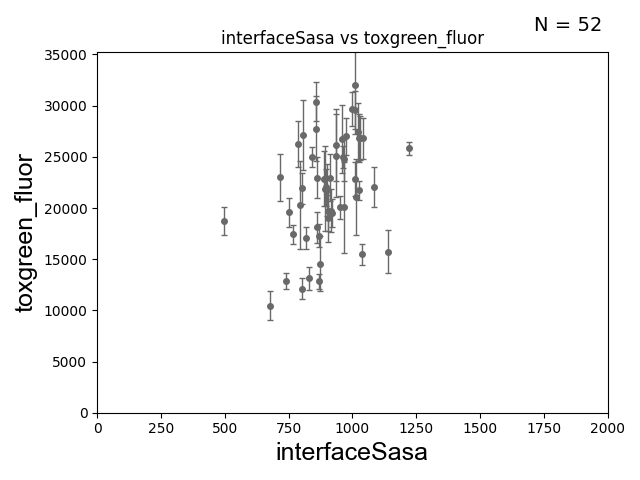 N = 52
interfaceSasa vs toxgreen_fluor
35000
30000
25000
20000
15000
10000
5000
0
toxgreen_fluor
0 250 500 750 1000 1250 1500 1750 2000
interfaceSasa